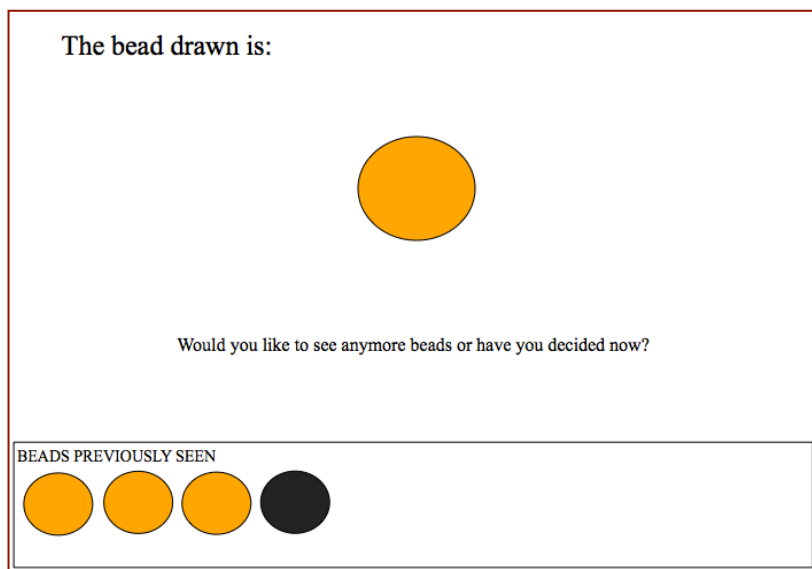 The bead drawn is:
Would you like to see anymore beads or have you decided now?
BEADS PREVIOUSLY SEEN